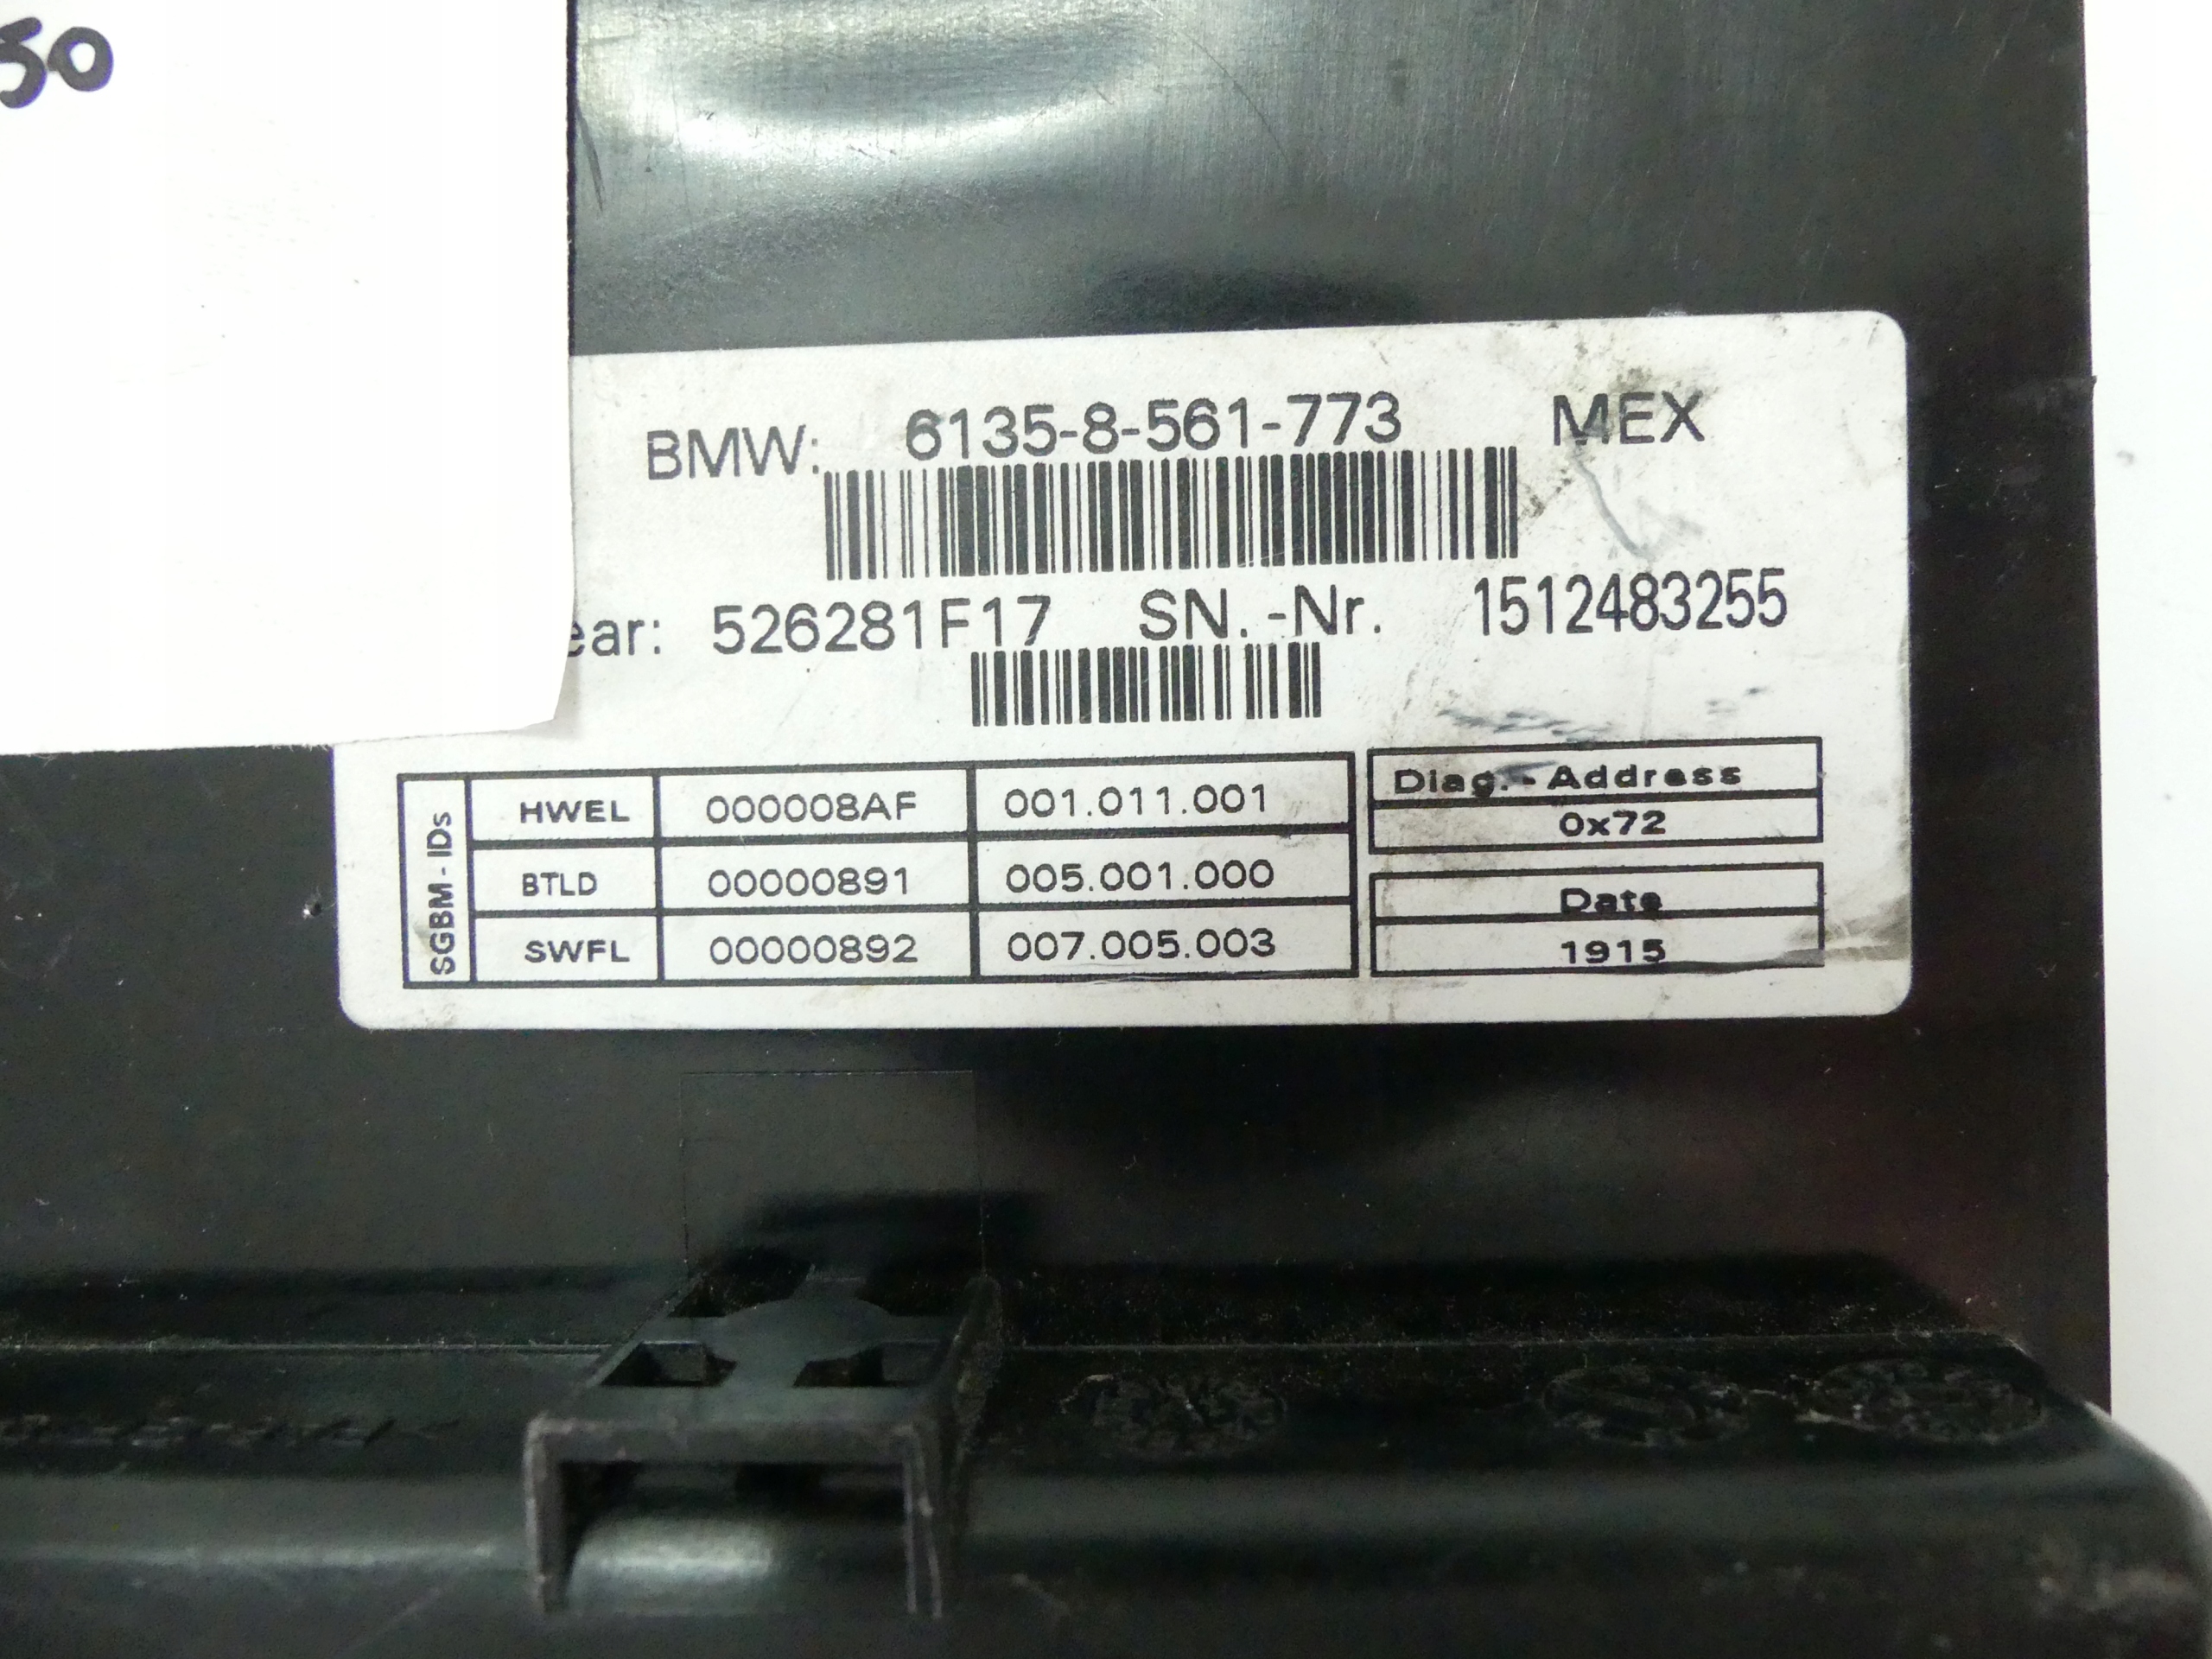 50
BMW: 6135-8-561-773 MEX
ear: 526281F17 SN.-Nr. 1512483255
SGBM-IDs
HWEL 000008AF 001.011.001
BTLD 00000891 005.001.000
SWFL 00000892 007.005.003
Diag.-Address
0x72
Date
1915